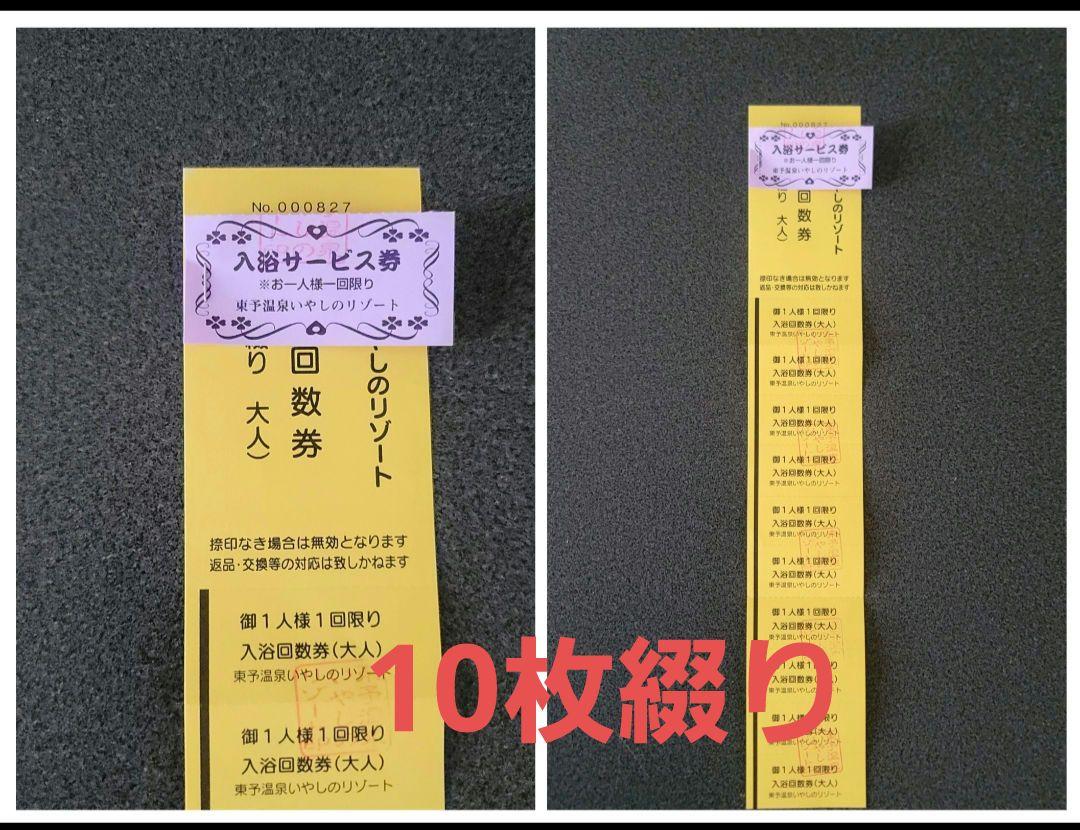 No.000827
入浴サービス券
※お一人様一回限り
東予温泉いやしのリゾート
しのリゾート
回数券
り 大人)
捺印なき場合は無効となります
返品・交換等の対応は致しかねます
御1人様1回限り
入浴回数券(大人)
東予温泉いやしのリゾート
御1人様1回限り
入浴回数券(大人)
東予温泉いやしのリゾート
No.000827
入浴サービス券
※お一人様一回限り
東予温泉いやしのリゾート
しのリゾート
回数券
り 大人)
捺印なき場合は無効となります
返品・交換等の対応は致しかねます
御1人様1回限り
入浴回数券(大人)
東予温泉いやしのリゾート
御1人様1回限り
入浴回数券(大人)
東予温泉いやしのリゾート
御1人様1回限り
入浴回数券(大人)
東予温泉いやしのリゾート
御1人様1回限り
入浴回数券(大人)
東予温泉いやしのリゾート
御1人様1回限り
入浴回数券(大人)
東予温泉いやしのリゾート
御1人様1回限り
入浴回数券(大人)
東予温泉いやしのリゾート
御1人様1回限り
入浴回数券(大人)
東予温泉いやしのリゾート
1人様1回限り
入浴回数券(大人)
東予温泉いやしのリゾート
御1人様1回限り
(大人)
いやしのリゾート
御1人様1回限り
入浴回数券(大人)
東予温泉いやしのリゾート
10枚綴り